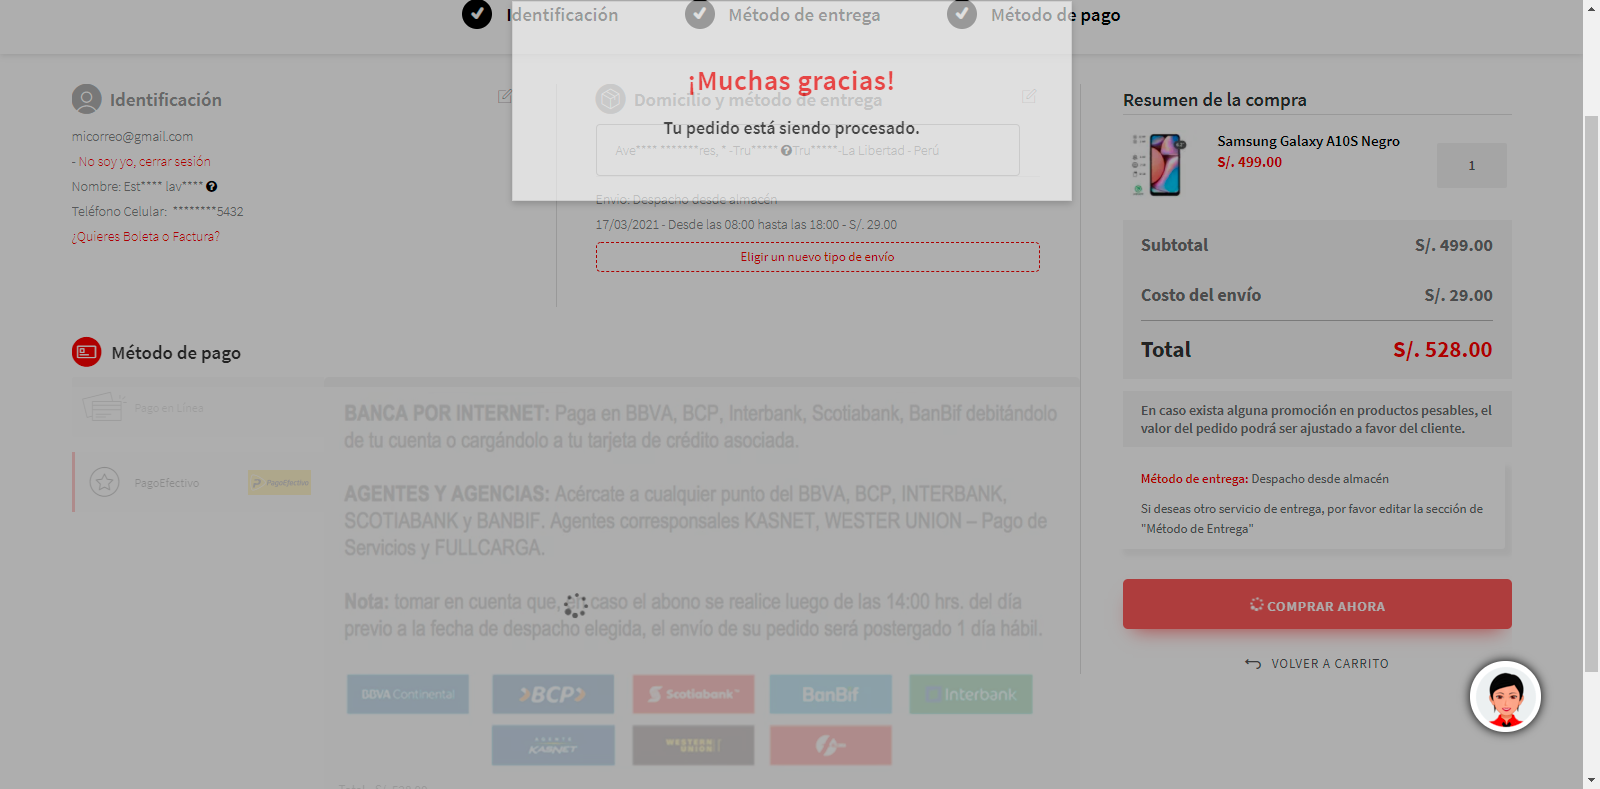 Identificación
Método de entrega
Método de pago
¡Muchas gracias!
Tu pedido está siendo procesado.
Identificación
micorreo@gmail.com
- No soy yo, cerrar sesión
Nombre: Est**** lav****
Teléfono Celular: ********5432
¿Quieres Boleta o Factura?
Domicilio y método de entrega
Ave**** *******res, * -Tru***** Tru*****-La Libertad - Perú
Envío: Despacho desde almacén
17/03/2021 - Desde las 08:00 hasta las 18:00 - S/. 29.00
Eligir un nuevo tipo de envío
Método de pago
Pago en Línea
PagoEfectivo
PagoEfectivo
BANCA POR INTERNET: Paga en BBVA, BCP, Interbank, Scotiabank, BanBif debitándolo
de tu cuenta o cargándolo a tu tarjeta de crédito asociada.
AGENTES Y AGENCIAS: Acércate a cualquier punto del BBVA, BCP, INTERBANK,
SCOTIABANK y BANBIF. Agentes corresponsales KASNET, WESTER UNION – Pago de
Servicios y FULLCARGA.
Nota: tomar en cuenta que, en caso el abono se realice luego de las 14:00 hrs. del día
previo a la fecha de despacho elegida, el envío de su pedido será postergado 1 día hábil.
BBVA Continental
BCP
Scotiabank
BanBif
Interbank
AGENTE
KASNET
WESTERN
UNION
Resumen de la compra
Samsung Galaxy A10S Negro
S/. 499.00
1
Subtotal S/. 499.00
Costo del envío S/. 29.00
Total S/. 528.00
En caso exista alguna promoción en productos pesables, el
valor del pedido podrá ser ajustado a favor del cliente.
Método de entrega: Despacho desde almacén
Si deseas otro servicio de entrega, por favor editar la sección de
"Método de Entrega"
COMPRAR AHORA
VOLVER A CARRITO